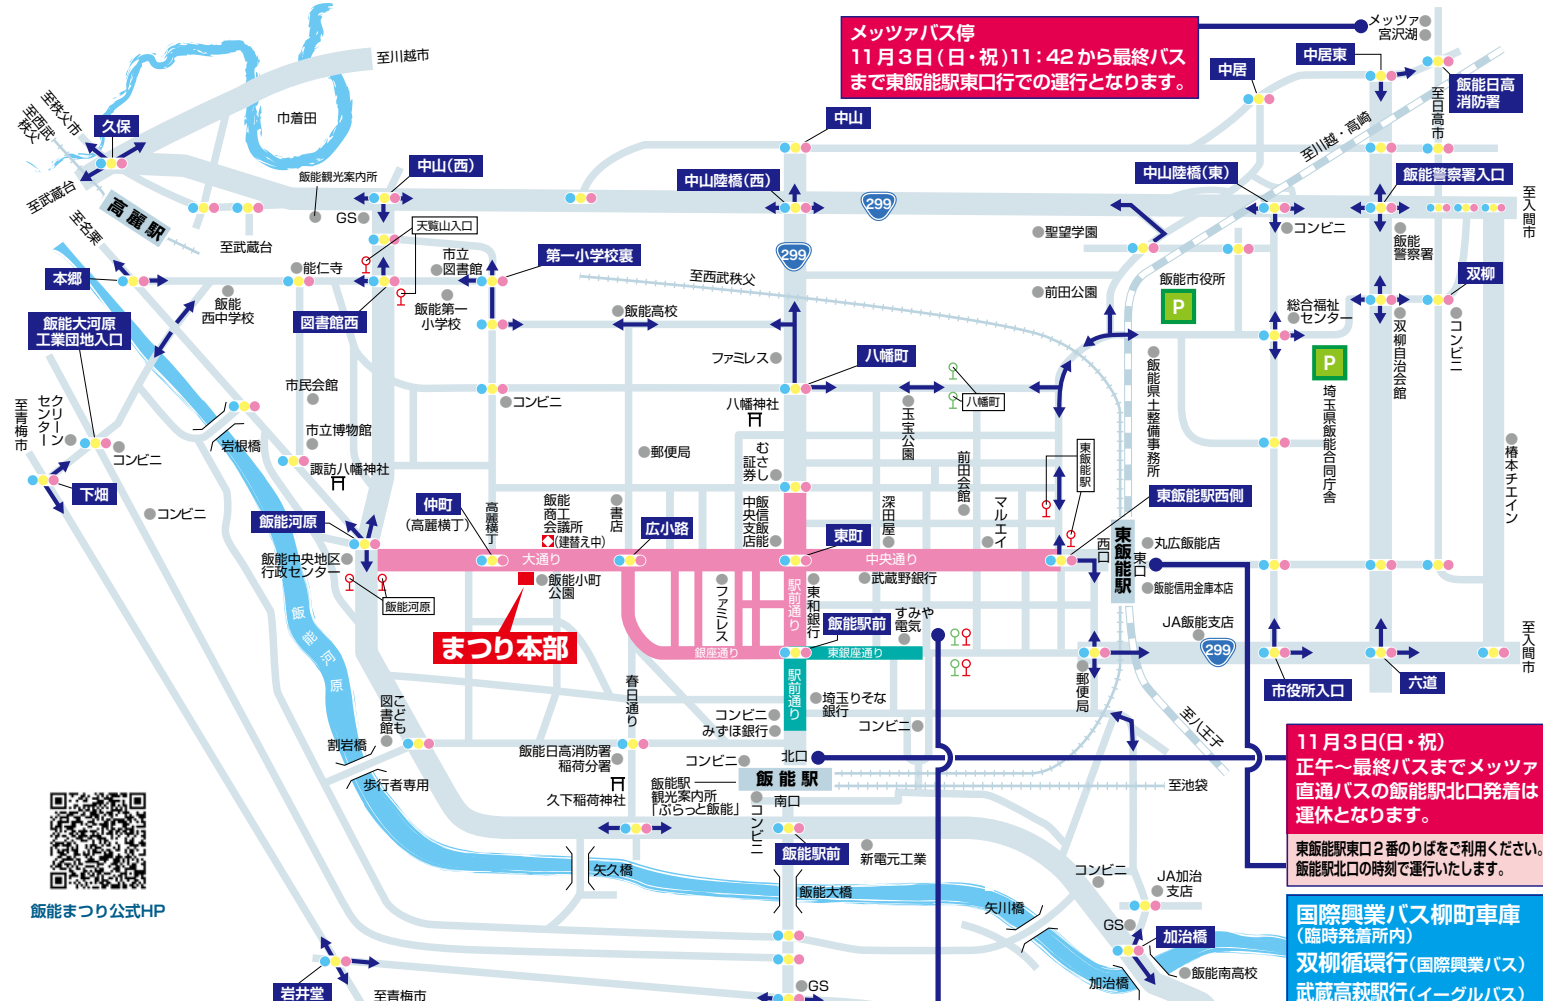 メッツァバス停
11月3日(日・祝)11:42から最終バス
まで東飯能駅東口行での運行となります。
メッツァ
宮沢湖
中居
中居東
飯能日高
消防署
至日高市
至川越市
至川越・高崎
至秩父市
至西武
秩父
久保
巾着田
中山
中山(西)
飯能観光案内所
GS
天覧山入口
中山陸橋(西)
299
中山陸橋(東)
飯能警察署入口
至入間市
至武蔵台
高麗駅
至名栗
至武蔵台
聖望学園
コンビニ
飯能
警察署
本郷
能仁寺
市立
図書館
第一小学校裏
299
至西武秩父
前田公園
飯能市役所
P
双柳
飯能
西中学校
図書館西
飯能第一
小学校
飯能高校
総合福祉
センター
双柳自治会館
コンビニ
飯能大河原
工業団地入口
ファミレス
八幡町
飯能県土整備事務所
P
埼玉県飯能合同庁舎
市民会館
クリーン
センター
至青梅市
コンビニ
八幡神社
玉宝公園
八幡町
岩根橋
市立博物館
諏訪八幡神社
郵便局
むさし
証券
前田会館
東飯能駅
椿本チエイン
コンビニ
下畑
コンビニ
飯能河原
仲町
(高麗横丁)
高麗横丁
飯能
商工
会議所
(建替え中)
書店
広小路
飯能信金
中央支店
東町
深田屋
マルエイ
東飯能駅西側
西口
東飯能駅
東口
丸広飯能店
飯能信用金庫本店
大通り
中央通り
飯能中央地区
行政センター
飯能河原
飯能小町
公園
まつり本部
ファミレス
駅前通り
東和銀行
武蔵野銀行
飯能駅前
すみや
電気
JA飯能支店
299
至入間市
飯能河原
銀座通り
東銀座通り
駅前通り
郵便局
市役所入口
六道
春日通り
埼玉りそな
銀行
コンビニ
みずほ銀行
コンビニ
こども
図書館
割岩橋
歩行者専用
飯能日高消防署
稲荷分署
久下稲荷神社
コンビニ
北口
飯能駅
飯能駅
観光案内所
「ぷらっと飯能」
南口
コンビニ
至八王子
至池袋
11月3日(日・祝)
正午～最終バスまでメッツァ
直通バスの飯能駅北口発着は
運休となります。
東飯能駅東口2番のりばをご利用ください。
飯能駅北口の時刻で運行いたします。
飯能駅前
新電元工業
矢久橋
飯能大橋
矢川橋
コンビニ
JA加治
支店
GS
加治橋
加治橋
飯能南高校
国際興業バス柳町車庫
(臨時発着所内)
双柳循環行(国際興業バス)
武蔵高萩駅行(イーグルバス)
飯能まつり公式HP
岩井堂
至青梅市
GS